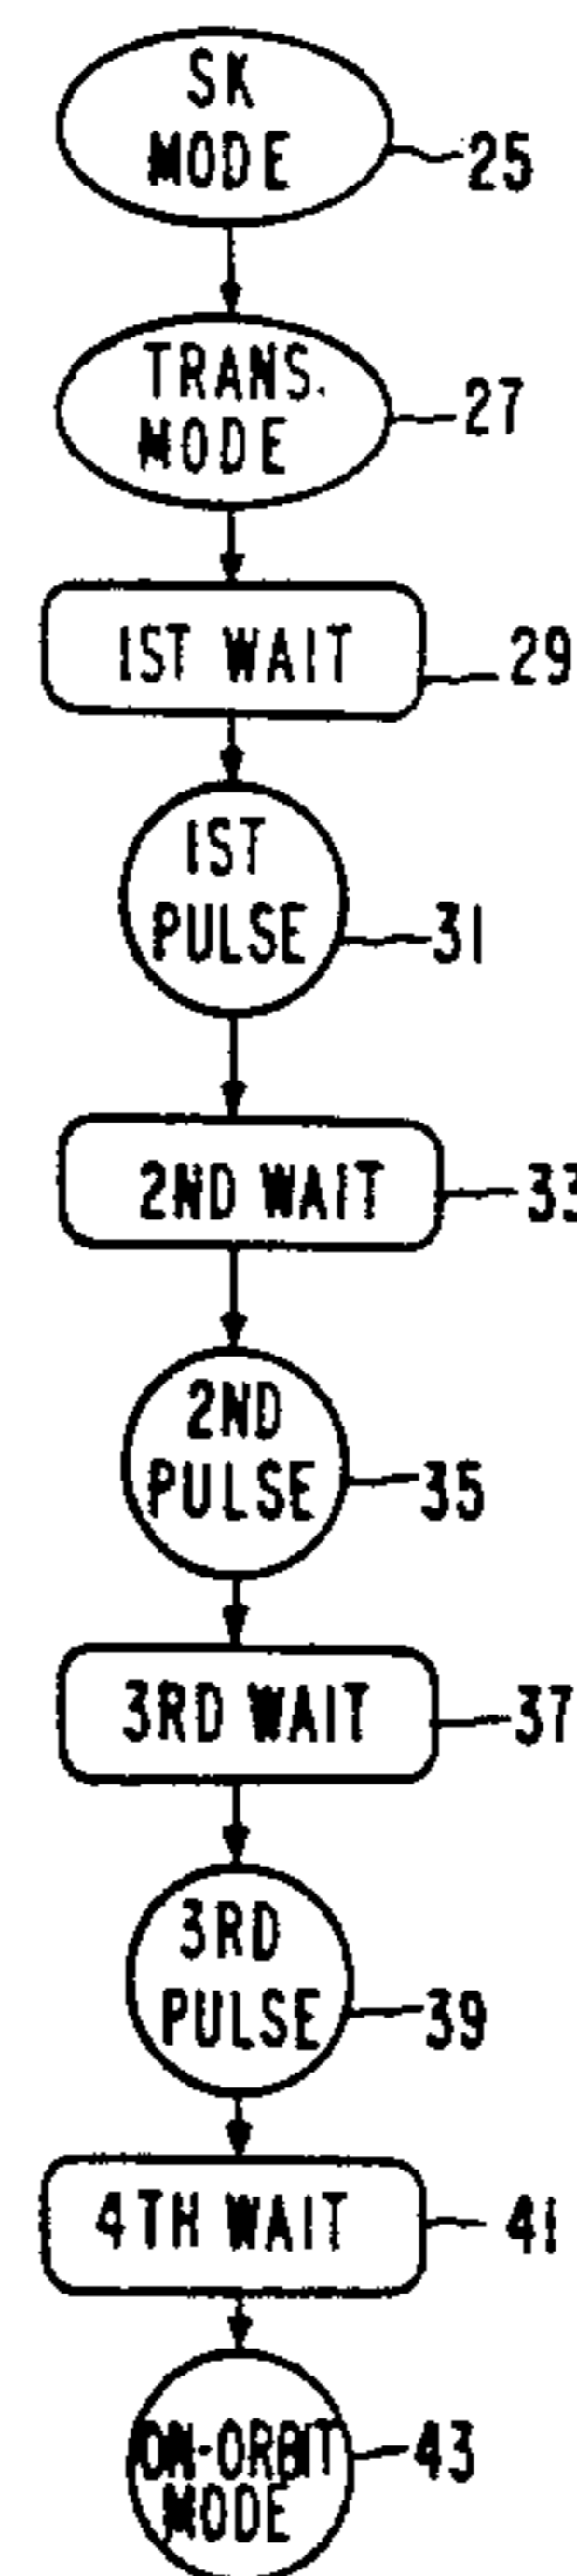 SK
MODE
25
TRANS.
MODE
27
1ST WAIT
29
1ST
PULSE
31
2ND WAIT
33
2ND
PULSE
35
3RD WAIT
37
3RD
PULSE
39
4TH WAIT
41
ON-ORBIT
MODE
43